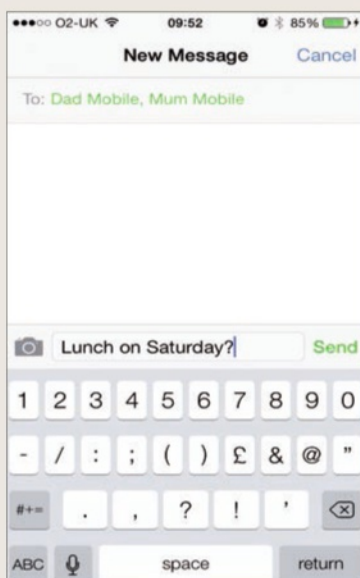 O2-UK 09:52 85%
New Message Cancel
To: Dad Mobile, Mum Mobile
Lunch on Saturday? Send
1 2 3 4 5 6 7 8 9 0
- / : ; ( ) £ & @ "
#+= . , ? ! '
ABC space return